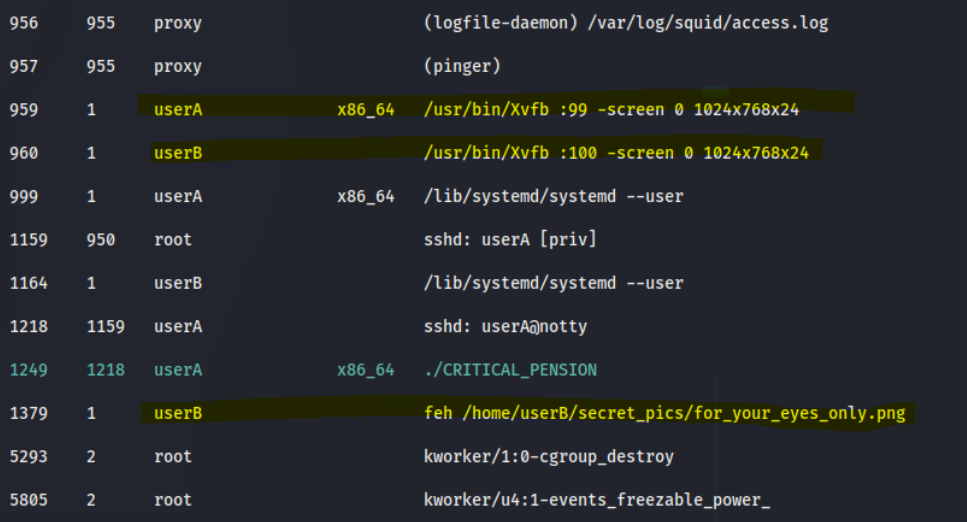 956 955 proxy (logfile-daemon) /var/log/squid/access.log
957 955 proxy (pinger)
959 1 userA x86_64 /usr/bin/Xvfb :99 -screen 0 1024x768x24
960 1 userB /usr/bin/Xvfb :100 -screen 0 1024x768x24
999 1 userA x86_64 /lib/systemd/systemd --user
1159 950 root sshd: userA [priv]
1164 1 userB /lib/systemd/systemd --user
1218 1159 userA sshd: userA@notty
1249 1218 userA x86_64 ./CRITICAL_PENSION
1379 1 userB feh /home/userB/secret_pics/for_your_eyes_only.png
5293 2 root kworker/1:0-cgroup_destroy
5805 2 root kworker/u4:1-events_freezable_power_